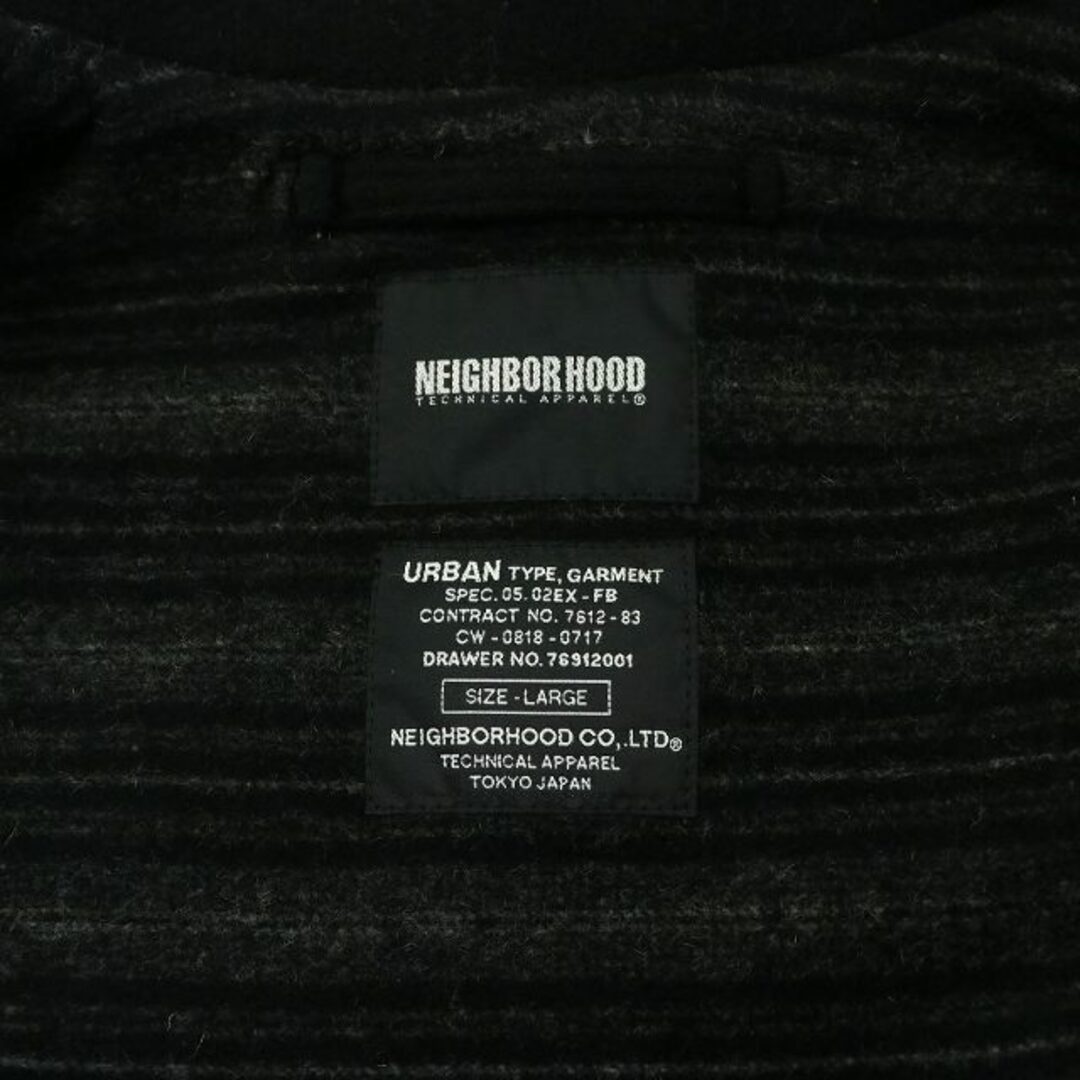 NEIGHBORHOOD
TECHNICAL APPAREL®
URBAN TYPE, GARMENT
SPEC. 05. 02EX - FB
CONTRACT NO. 7612 - 83
CW - 0818 - 0717
DRAWER NO. 76912001
SIZE - LARGE
NEIGHBORHOOD CO,.LTD®
TECHNICAL APPAREL
TOKYO JAPAN